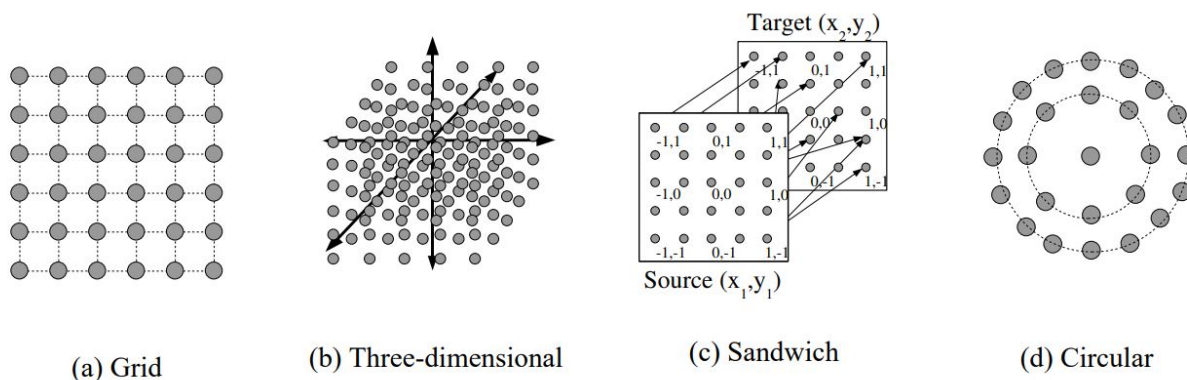 Target (x₂,y₂)
-1,1 0,1 1,1
0,0 1,0
0,-1 1,-1
-1,1 0,1 1,1
-1,0 0,0 1,0
-1,-1 0,-1 1,-1
Source (x₁,y₁)
(a) Grid
(b) Three-dimensional
(c) Sandwich
(d) Circular